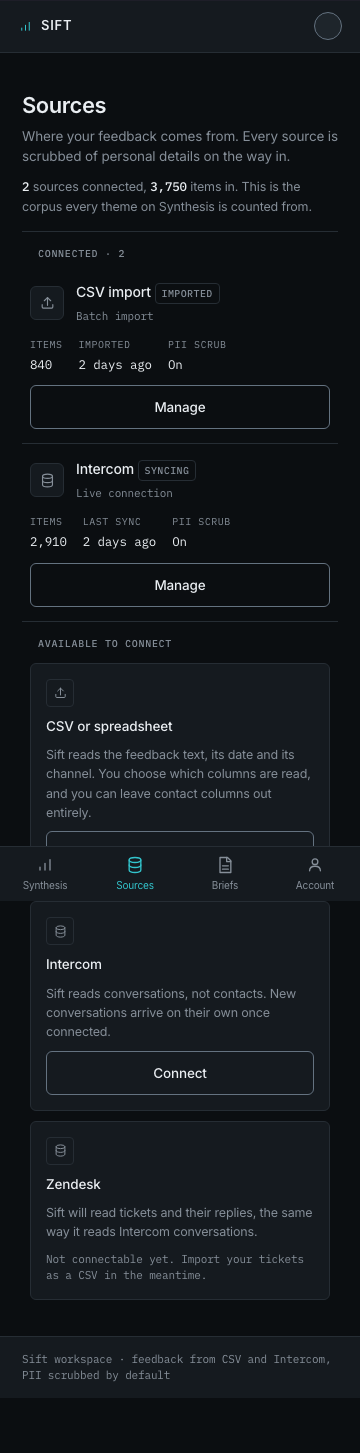 SIFT
Sources
Where your feedback comes from. Every source is
scrubbed of personal details on the way in.
2 sources connected, 3,750 items in. This is the
corpus every theme on Synthesis is counted from.
CONNECTED · 2
CSV import IMPORTED
Batch import
ITEMS IMPORTED PII SCRUB
840 2 days ago On
Manage
Intercom SYNCING
Live connection
ITEMS LAST SYNC PII SCRUB
2,910 2 days ago On
Manage
AVAILABLE TO CONNECT
CSV or spreadsheet
Sift reads the feedback text, its date and its
channel. You choose which columns are read,
and you can leave contact columns out
entirely.
Synthesis Sources Briefs Account
Intercom
Sift reads conversations, not contacts. New
conversations arrive on their own once
connected.
Connect
Zendesk
Sift will read tickets and their replies, the same
way it reads Intercom conversations.
Not connectable yet. Import your tickets
as a CSV in the meantime.
Sift workspace · feedback from CSV and Intercom,
PII scrubbed by default